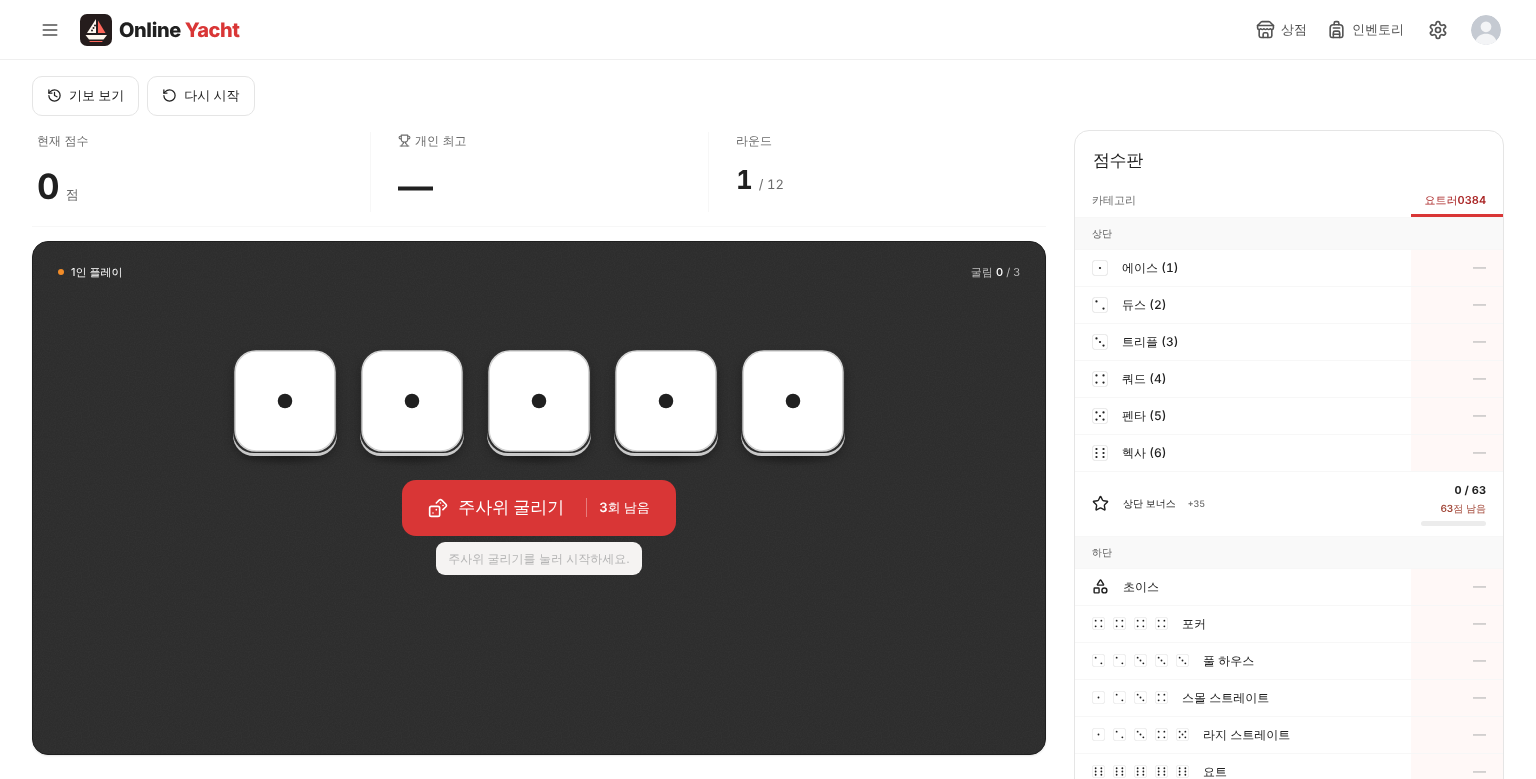 Online Yacht
상점
인벤토리
기보 보기
다시 시작
현재 점수
0 점
개인 최고
—
라운드
1 / 12
1인 플레이
굴림 0 / 3
주사위 굴리기
3회 남음
주사위 굴리기를 눌러 시작하세요.
점수판
카테고리
요트러0384
상단
에이스 (1) —
듀스 (2) —
트리플 (3) —
쿼드 (4) —
펜타 (5) —
헥사 (6) —
상단 보너스 +35
0 / 63
63점 남음
하단
초이스 —
포커 —
풀 하우스 —
스몰 스트레이트 —
라지 스트레이트 —
요트 —